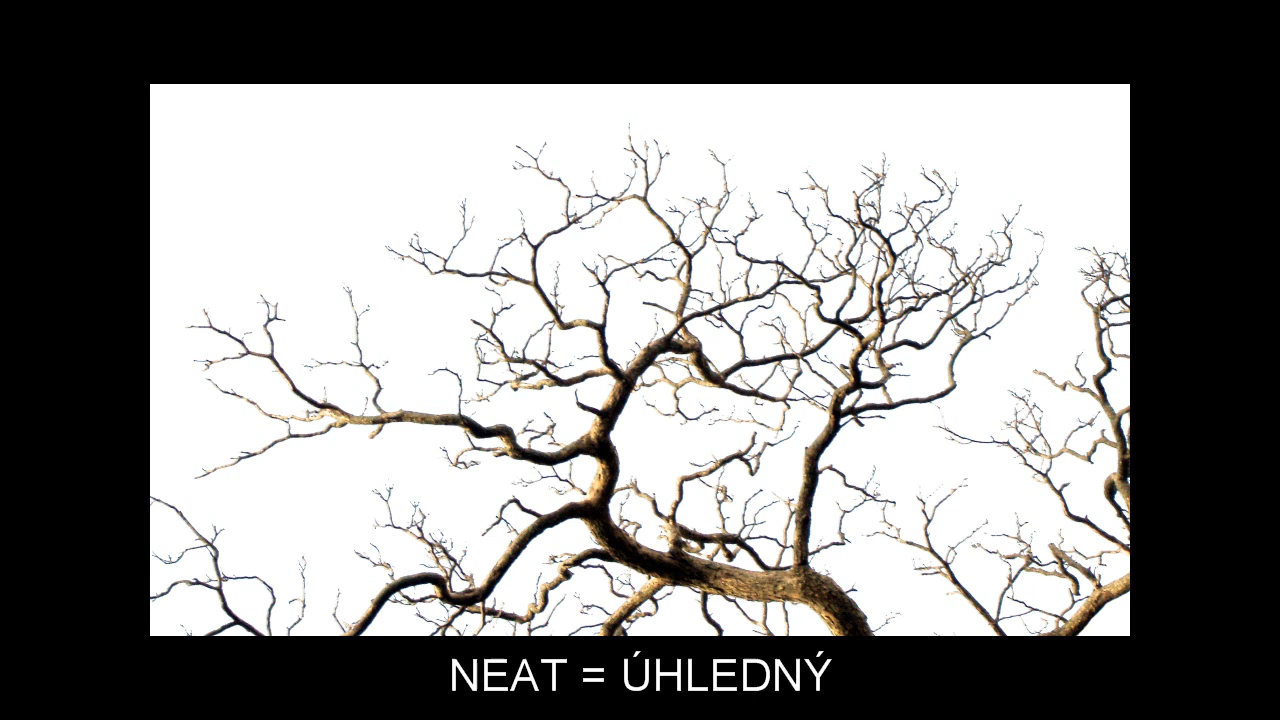 NEAT = ÚHLEDNÝ